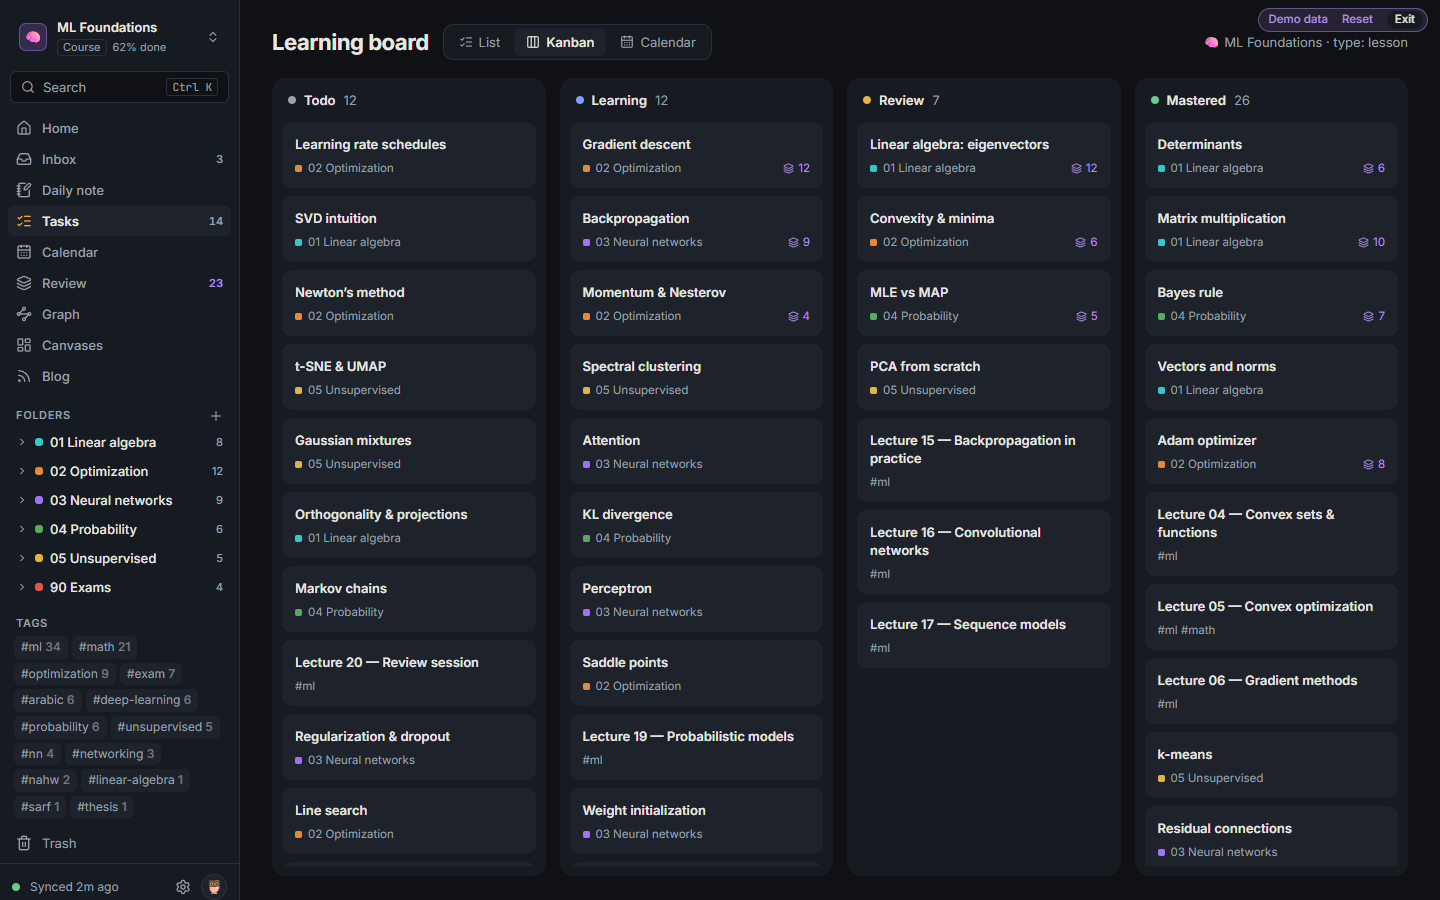 ML Foundations
Course 62% done
Search Ctrl K
Home
Inbox 3
Daily note
Tasks 14
Calendar
Review 23
Graph
Canvases
Blog
FOLDERS
01 Linear algebra 8
02 Optimization 12
03 Neural networks 9
04 Probability 6
05 Unsupervised 5
90 Exams 4
TAGS
#ml 34 #math 21
#optimization 9 #exam 7
#arabic 6 #deep-learning 6
#probability 6 #unsupervised 5
#nn 4 #networking 3
#nahw 2 #linear-algebra 1
#sarf 1 #thesis 1
Trash
Synced 2m ago
Demo data Reset Exit
Learning board List Kanban Calendar
ML Foundations · type: lesson
Todo 12
Learning rate schedules
02 Optimization
SVD intuition
01 Linear algebra
Newton’s method
02 Optimization
t-SNE & UMAP
05 Unsupervised
Gaussian mixtures
05 Unsupervised
Orthogonality & projections
01 Linear algebra
Markov chains
04 Probability
Lecture 20 — Review session
#ml
Regularization & dropout
03 Neural networks
Line search
02 Optimization
Learning 12
Gradient descent
02 Optimization 12
Backpropagation
03 Neural networks 9
Momentum & Nesterov
02 Optimization 4
Spectral clustering
05 Unsupervised
Attention
03 Neural networks
KL divergence
04 Probability
Perceptron
03 Neural networks
Saddle points
02 Optimization
Lecture 19 — Probabilistic models
#ml
Weight initialization
03 Neural networks
Review 7
Linear algebra: eigenvectors
01 Linear algebra 12
Convexity & minima
02 Optimization 6
MLE vs MAP
04 Probability 5
PCA from scratch
05 Unsupervised
Lecture 15 — Backpropagation in
practice
#ml
Lecture 16 — Convolutional
networks
#ml
Lecture 17 — Sequence models
#ml
Mastered 26
Determinants
01 Linear algebra 6
Matrix multiplication
01 Linear algebra 10
Bayes rule
04 Probability 7
Vectors and norms
01 Linear algebra
Adam optimizer
02 Optimization 8
Lecture 04 — Convex sets &
functions
#ml
Lecture 05 — Convex optimization
#ml #math
Lecture 06 — Gradient methods
#ml
k-means
05 Unsupervised
Residual connections
03 Neural networks